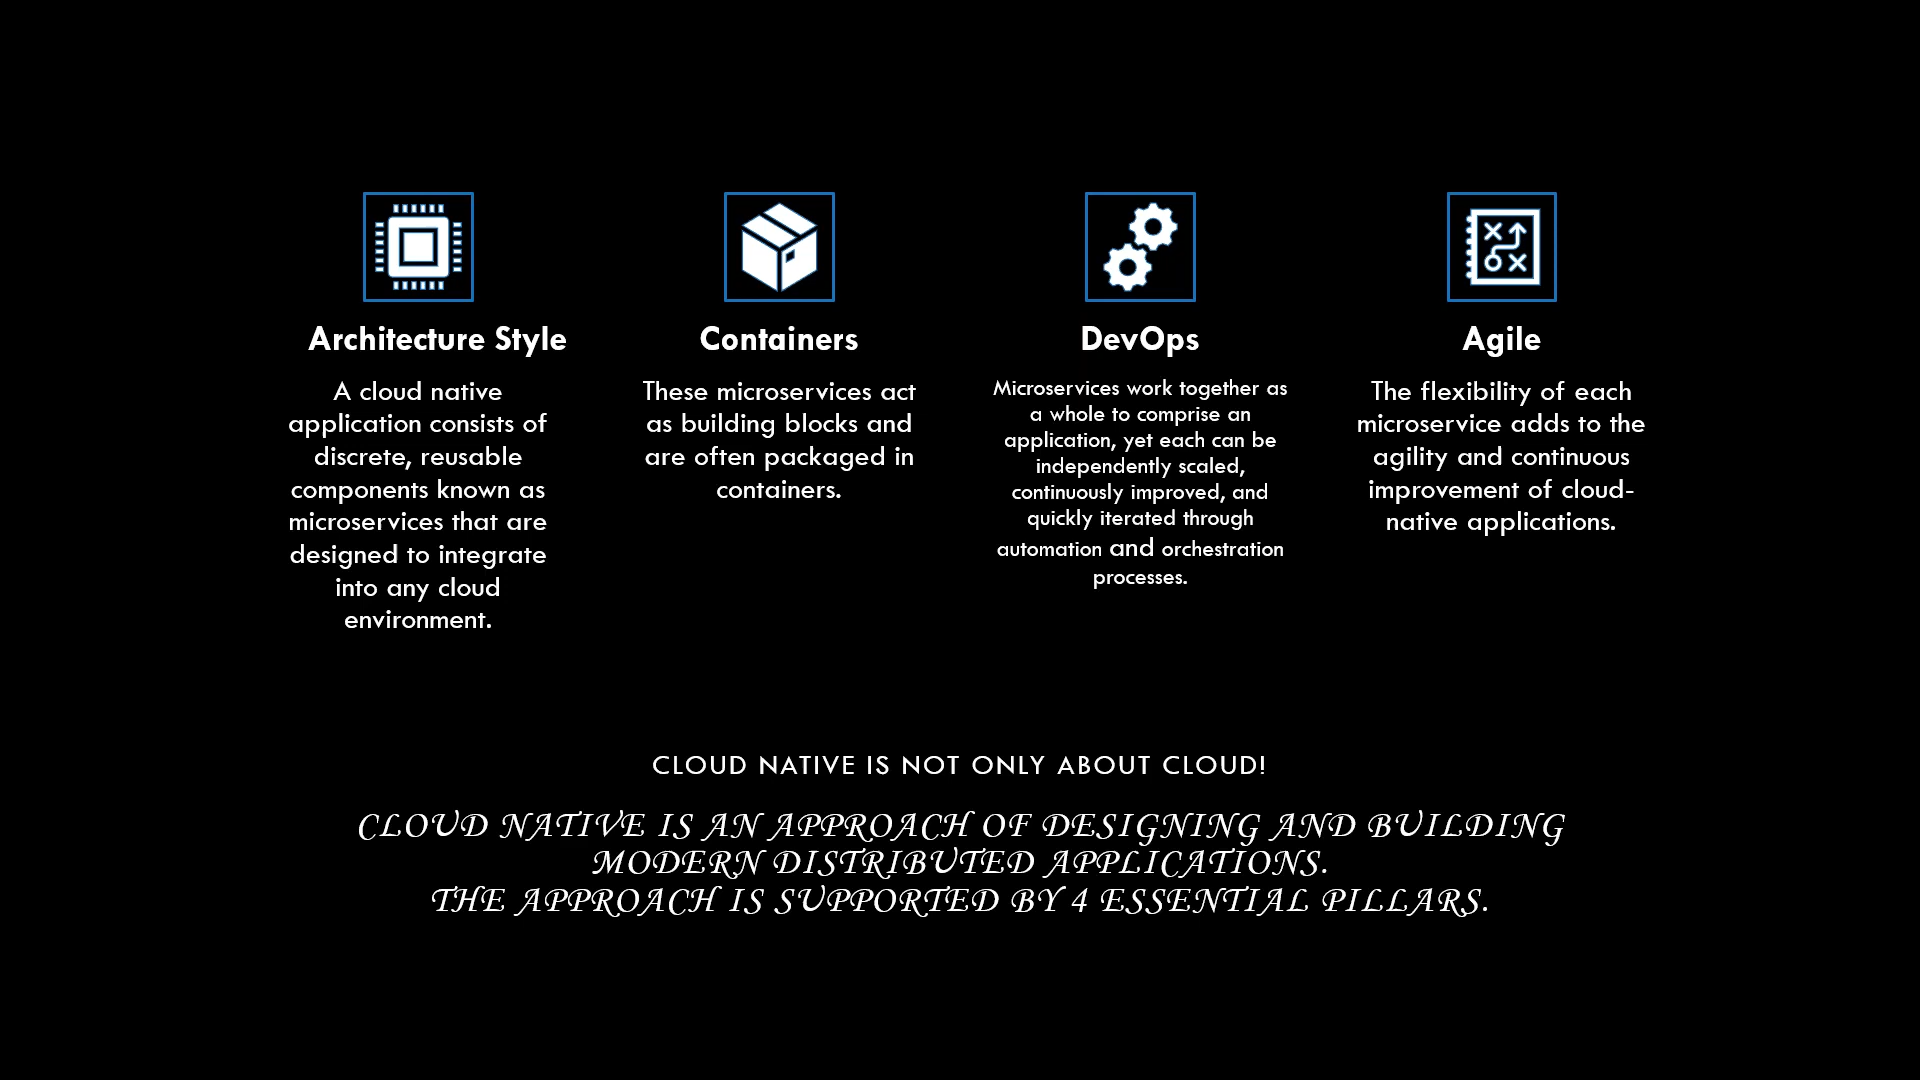 Architecture Style
A cloud native
application consists of
discrete, reusable
components known as
microservices that are
designed to integrate
into any cloud
environment.
Containers
These microservices act
as building blocks and
are often packaged in
containers.
DevOps
Microservices work together as
a whole to comprise an
application, yet each can be
independently scaled,
continuously improved, and
quickly iterated through
automation and orchestration
processes.
Agile
The flexibility of each
microservice adds to the
agility and continuous
improvement of cloud-
native applications.
CLOUD NATIVE IS NOT ONLY ABOUT CLOUD!
CLOUD NATIVE IS AN APPROACH OF DESIGNING AND BUILDING
MODERN DISTRIBUTED APPLICATIONS.
THE APPROACH IS SUPPORTED BY 4 ESSENTIAL PILLARS.